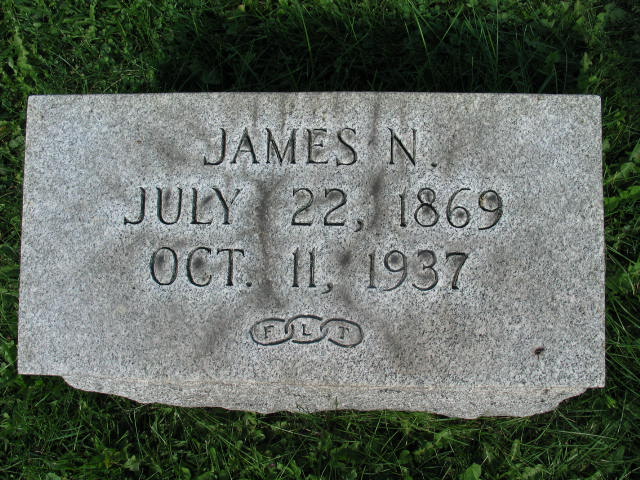 JAMES N.
JULY 22, 1869
OCT. 11, 1937
F L T